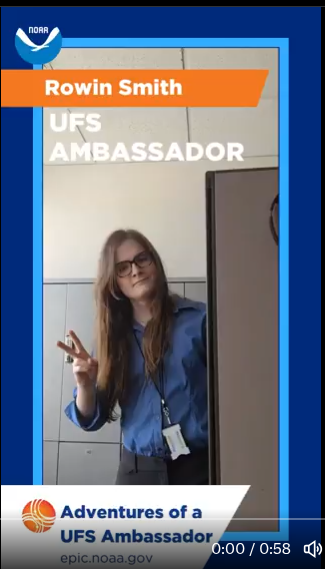 NOAA
Rowin Smith
UFS
AMBASSADOR
Adventures of a
UFS Ambassador
epic.noaa.gov
0:00 / 0:58